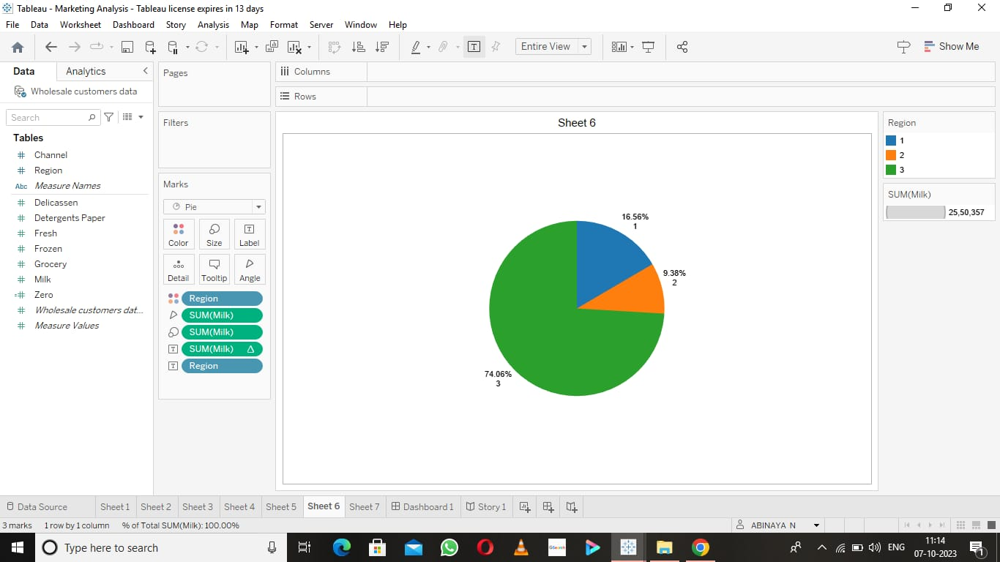 Tableau - Marketing Analysis - Tableau license expires in 13 days
File Data Worksheet Dashboard Story Analysis Map Format Server Window Help
Entire View
Show Me
Data Analytics
Wholesale customers data
Search
Tables
Channel
Region
Abc Measure Names
Delicassen
Detergents Paper
Fresh
Frozen
Grocery
Milk
Zero
Wholesale customers dat...
Measure Values
Pages
Filters
Marks
Pie
Color Size Label
Detail Tooltip Angle
Region
SUM(Milk)
SUM(Milk)
SUM(Milk)
Region
Columns
Rows
Sheet 6
16.56%
1
9.38%
2
74.06%
3
Region
1
2
3
SUM(Milk)
25,50,357
Data Source Sheet 1 Sheet 2 Sheet 3 Sheet 4 Sheet 5 Sheet 6 Sheet 7 Dashboard 1 Story 1
3 marks 1 row by 1 column % of Total SUM(Milk): 100.00%
ABINAYA N
Type here to search
GSearch
ENG
11:14
07-10-2023
1